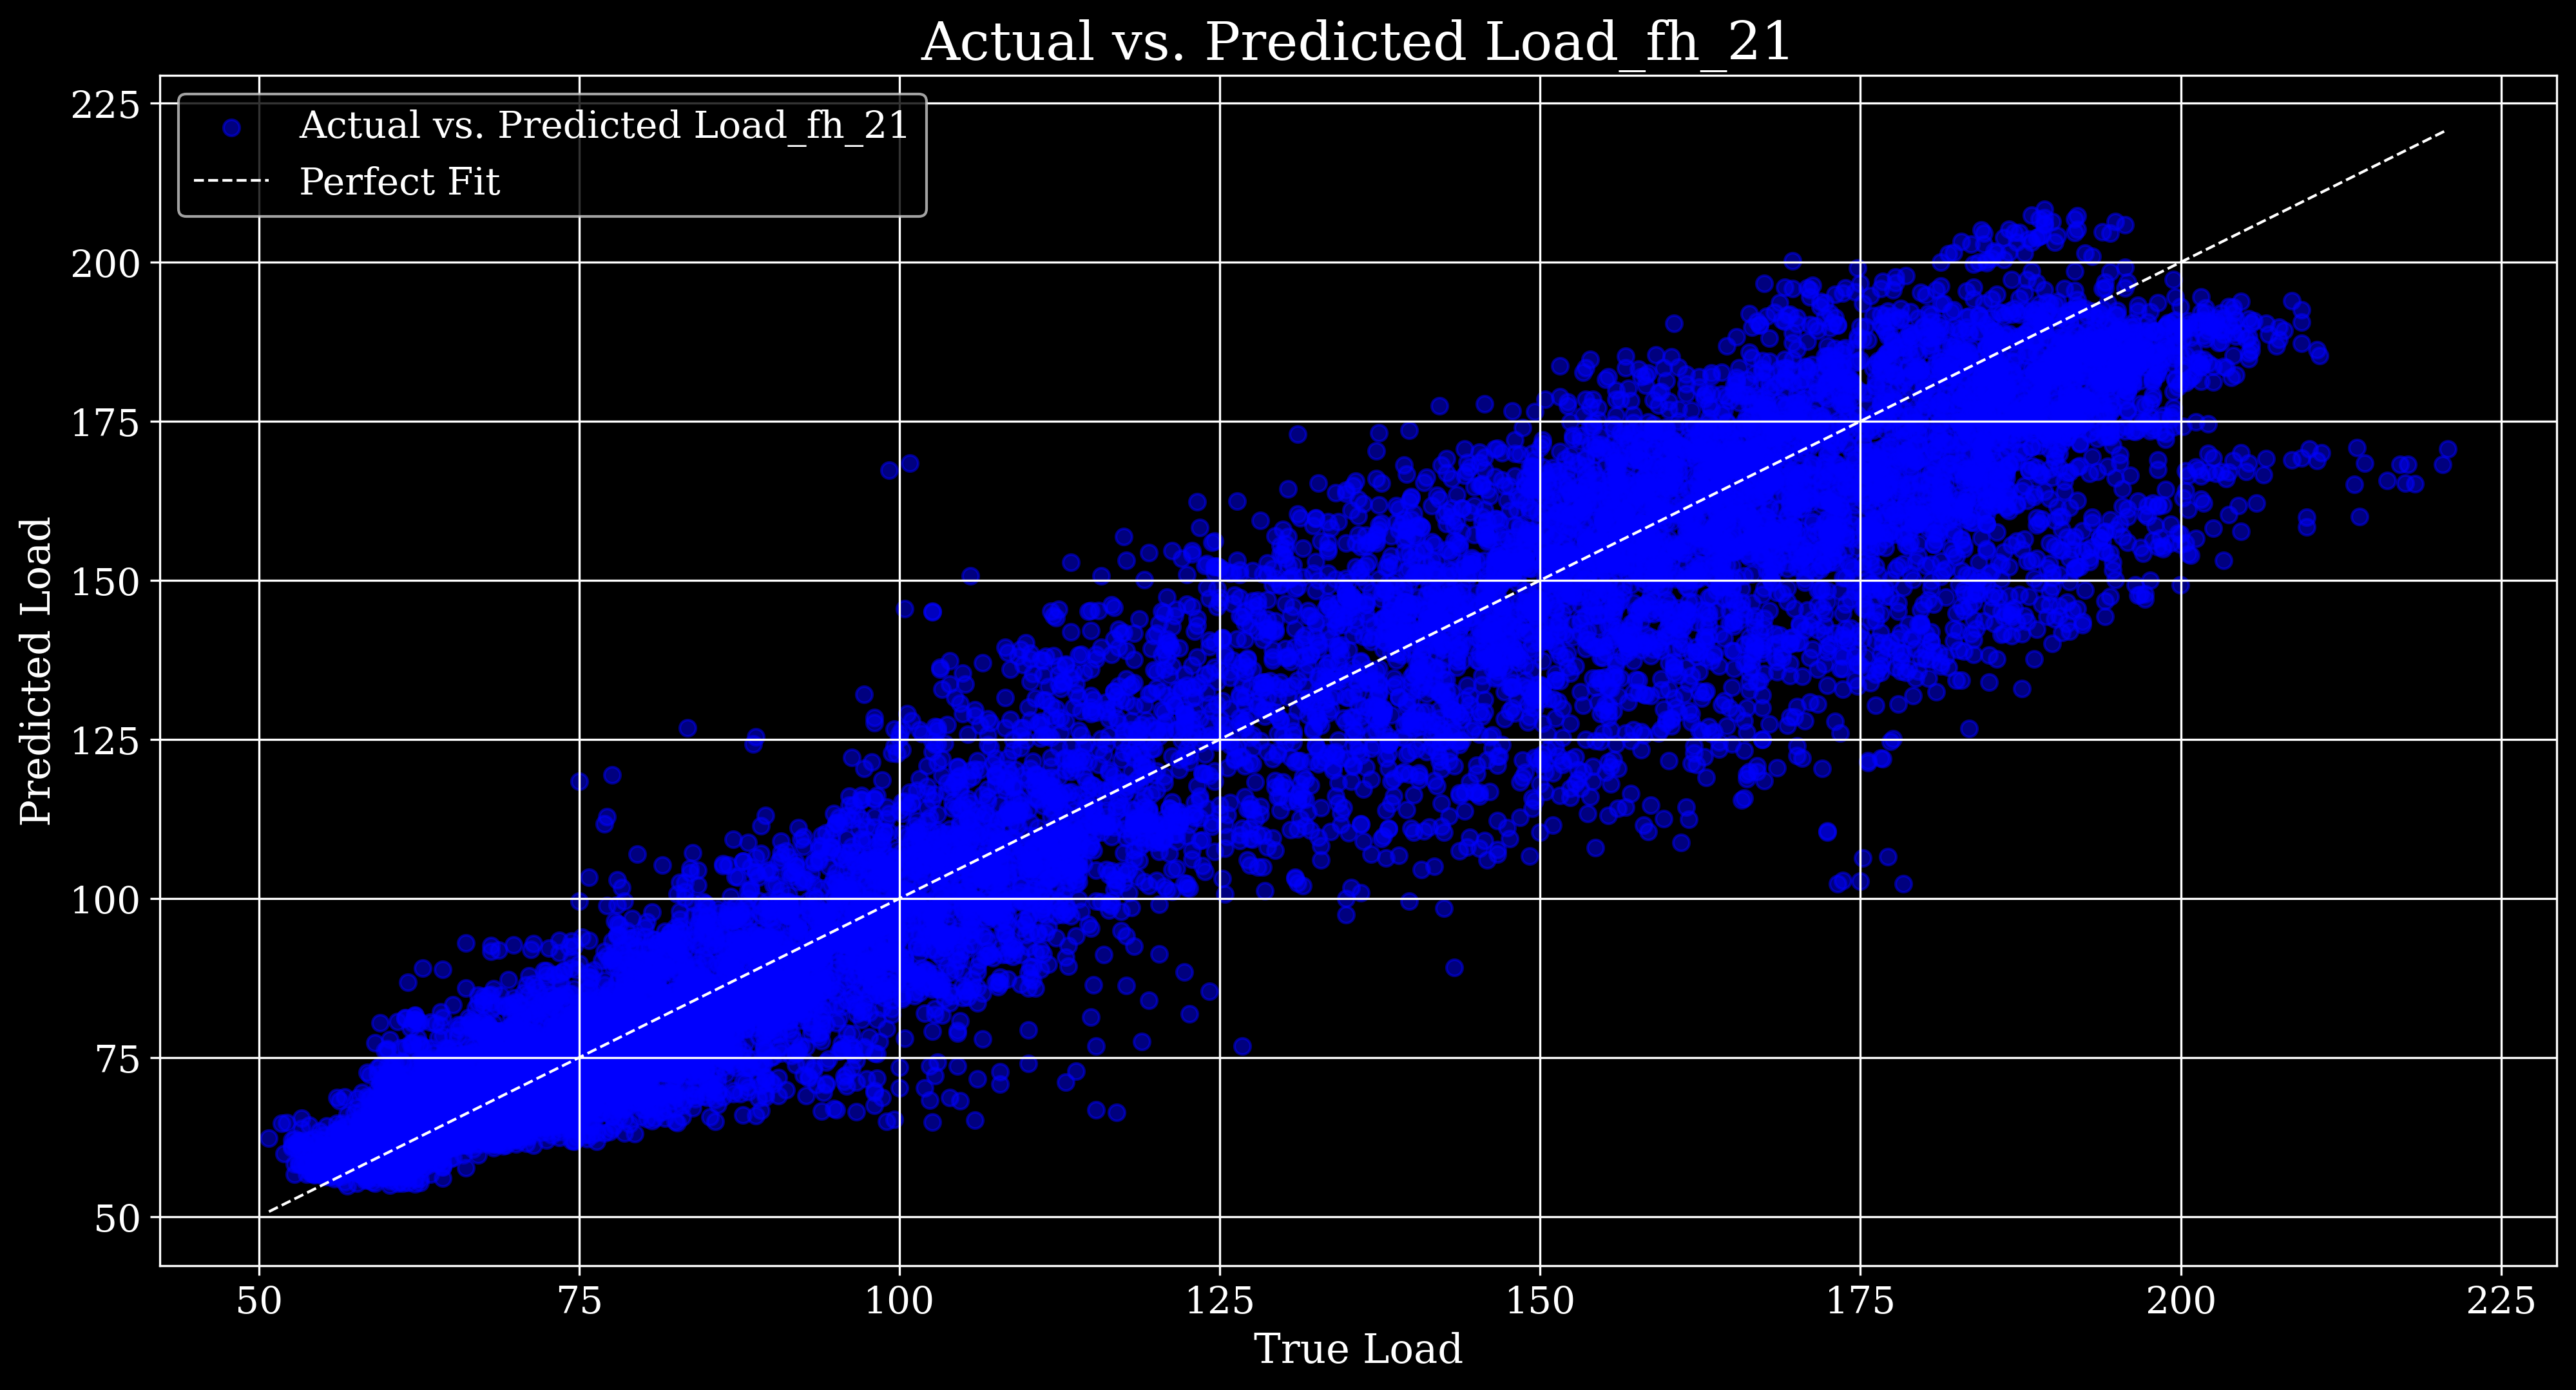 Actual vs. Predicted Load_fh_21
Actual vs. Predicted Load_fh_21
Perfect Fit
Predicted Load
225
200
175
150
125
100
75
50
50 75 100 125 150 175 200 225
True Load